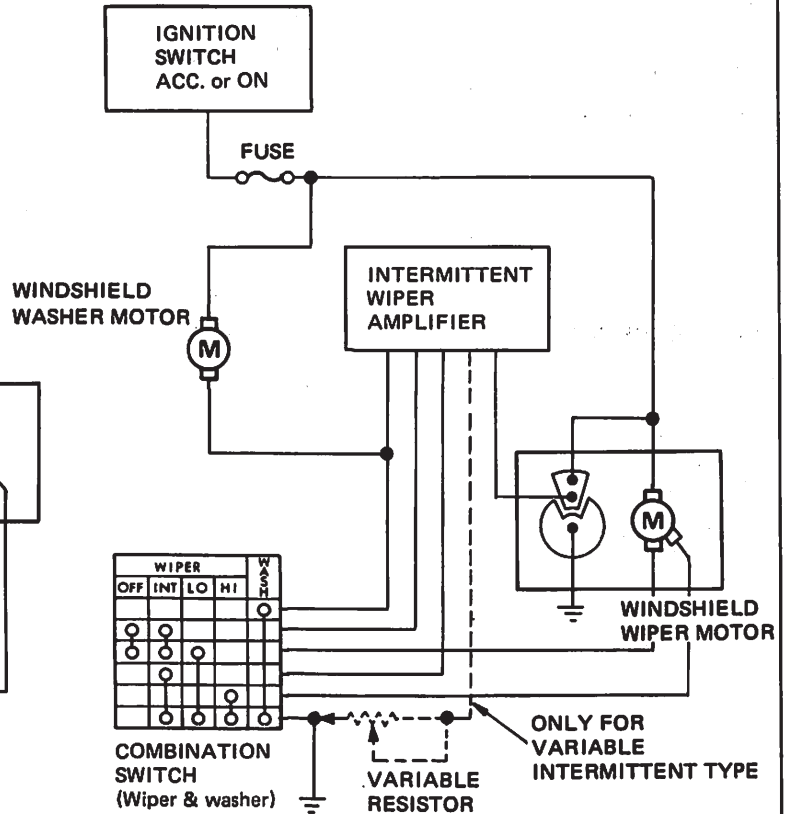 IGNITION
SWITCH
ACC. or ON
FUSE
INTERMITTENT
WIPER
AMPLIFIER
WINDSHIELD
WASHER MOTOR
M
M
WIPER
WASH
OFF INT LO HI
WINDSHIELD
WIPER MOTOR
COMBINATION
SWITCH
(Wiper & washer)
VARIABLE
RESISTOR
ONLY FOR
VARIABLE
INTERMITTENT TYPE